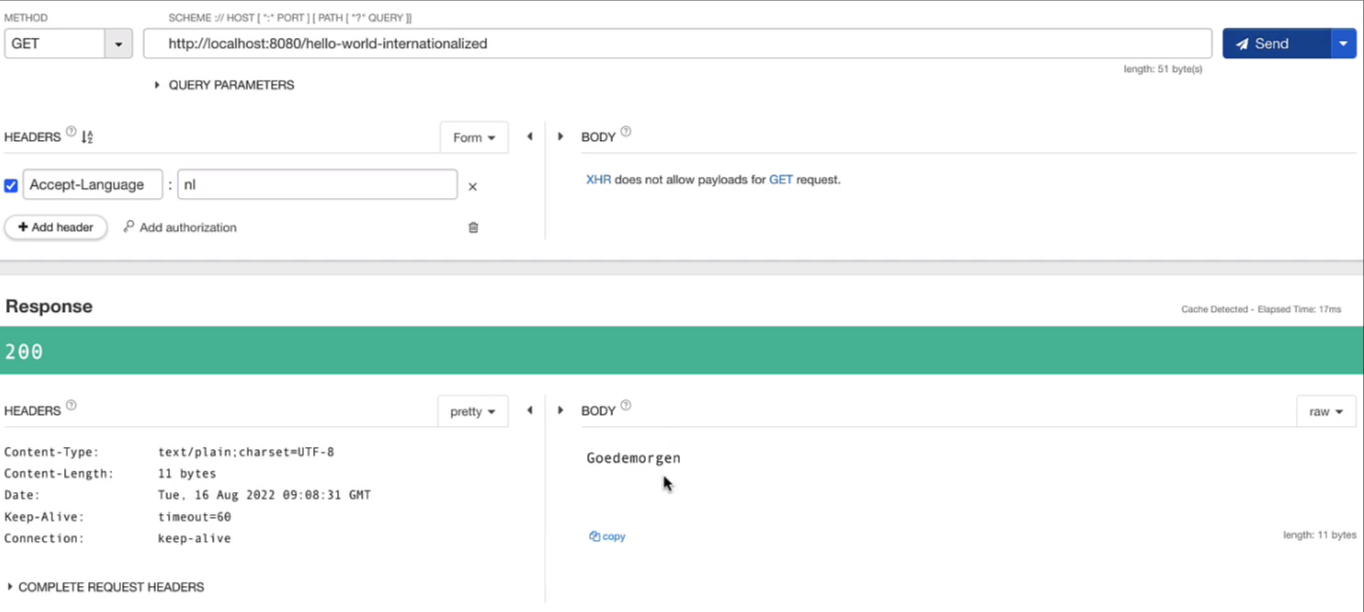 METHOD
SCHEME :// HOST [ ":" PORT ] [ PATH [ "?" QUERY ]]
GET
http://localhost:8080/hello-world-internationalized
Send
length: 51 byte(s)
QUERY PARAMETERS
HEADERS
Form
BODY
Accept-Language : nl
XHR does not allow payloads for GET request.
+ Add header
Add authorization
Response
Cache Detected - Elapsed Time: 17ms
200
HEADERS
pretty
BODY
raw
Content-Type: text/plain;charset=UTF-8
Content-Length: 11 bytes
Date: Tue, 16 Aug 2022 09:08:31 GMT
Keep-Alive: timeout=60
Connection: keep-alive
Goedemorgen
copy
length: 11 bytes
COMPLETE REQUEST HEADERS